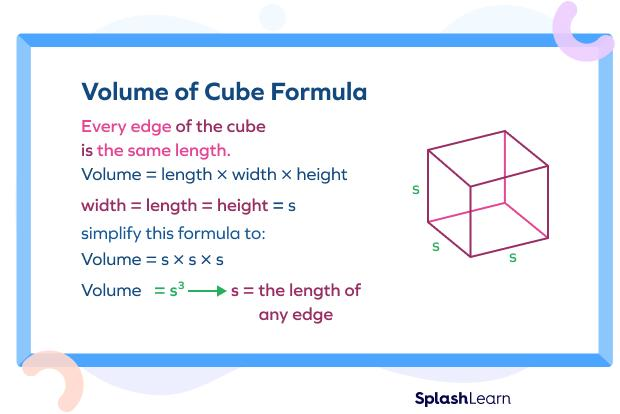 Volume of Cube Formula
Every edge of the cube
is the same length.
Volume = length × width × height
width = length = height = s
simplify this formula to:
Volume = s × s × s
Volume = s³ ⟶ s = the length of
any edge
s
s
s
SplashLearn